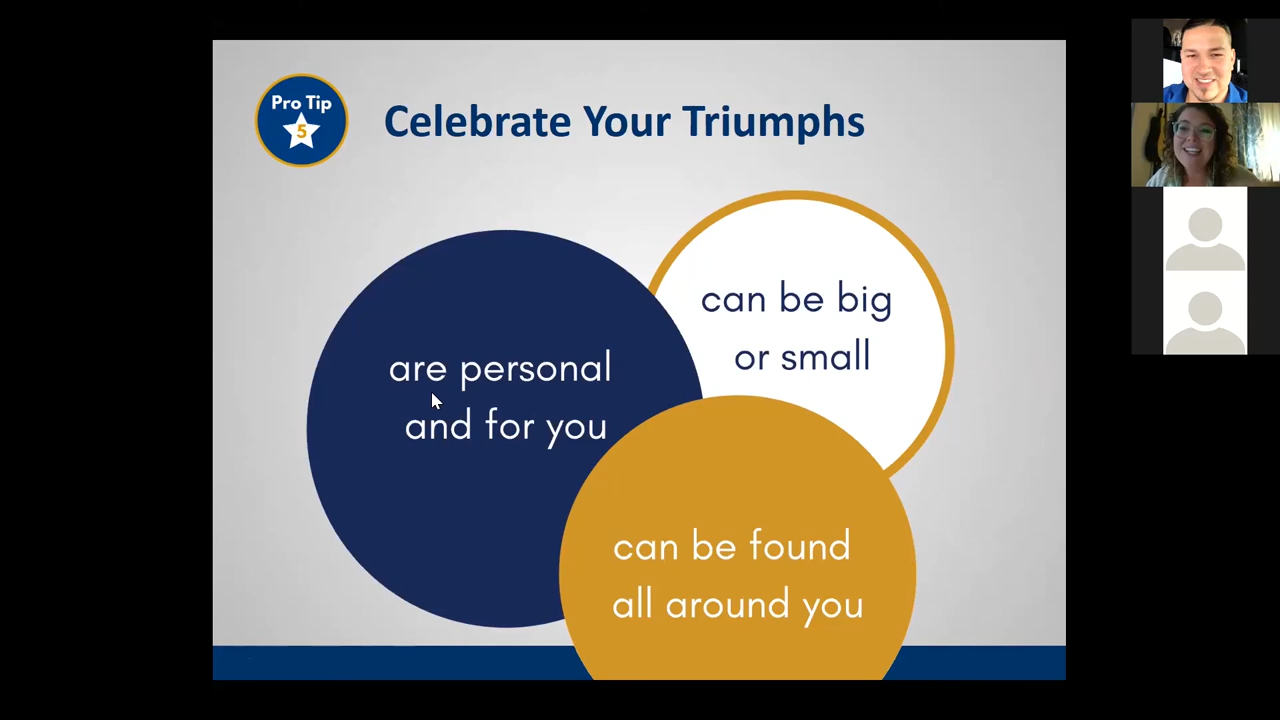 Pro Tip
5
Celebrate Your Triumphs
can be big
or small
are personal
and for you
can be found
all around you